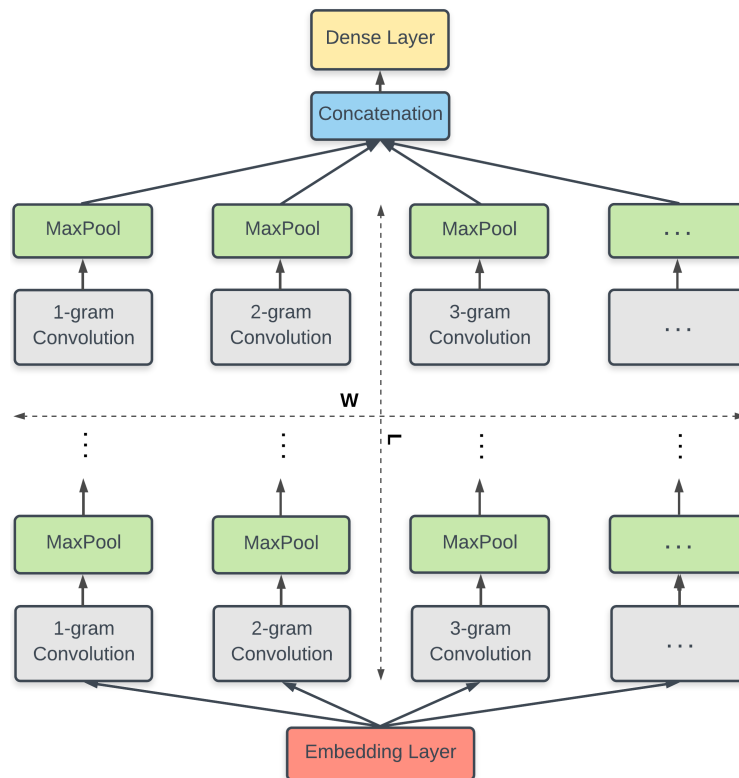 Dense Layer
Concatenation
MaxPool MaxPool MaxPool ...
1-gram Convolution 2-gram Convolution 3-gram Convolution ...
W
L
... ... ... ...
MaxPool MaxPool MaxPool ...
1-gram Convolution 2-gram Convolution 3-gram Convolution ...
Embedding Layer